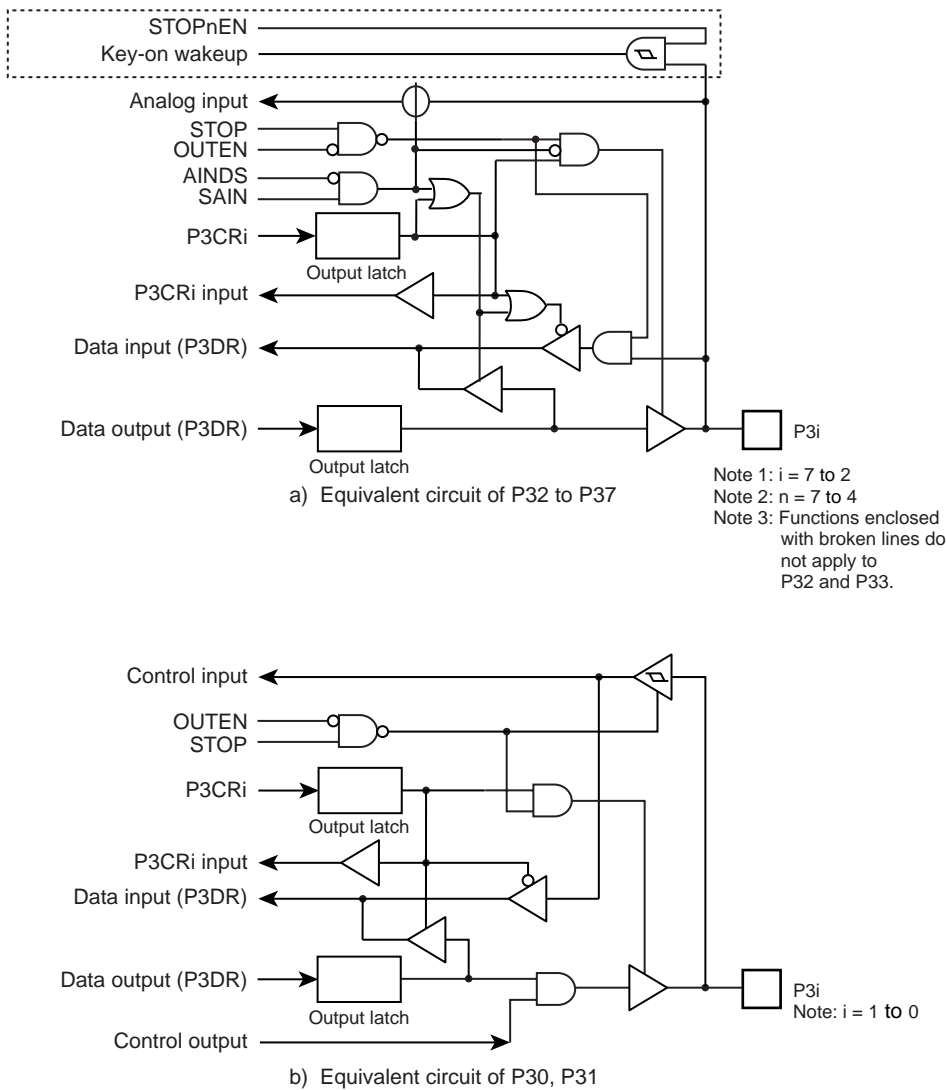 STOPnEN
Key-on wakeup
Analog input
STOP
OUTEN
AINDS
SAIN
P3CRi
Output latch
P3CRi input
Data input (P3DR)
Data output (P3DR)
Output latch
P3i
a) Equivalent circuit of P32 to P37
Note 1: i = 7 to 2
Note 2: n = 7 to 4
Note 3: Functions enclosed
with broken lines do
not apply to
P32 and P33.
Control input
OUTEN
STOP
P3CRi
Output latch
P3CRi input
Data input (P3DR)
Data output (P3DR)
Output latch
P3i
Note: i = 1 to 0
Control output
b) Equivalent circuit of P30, P31